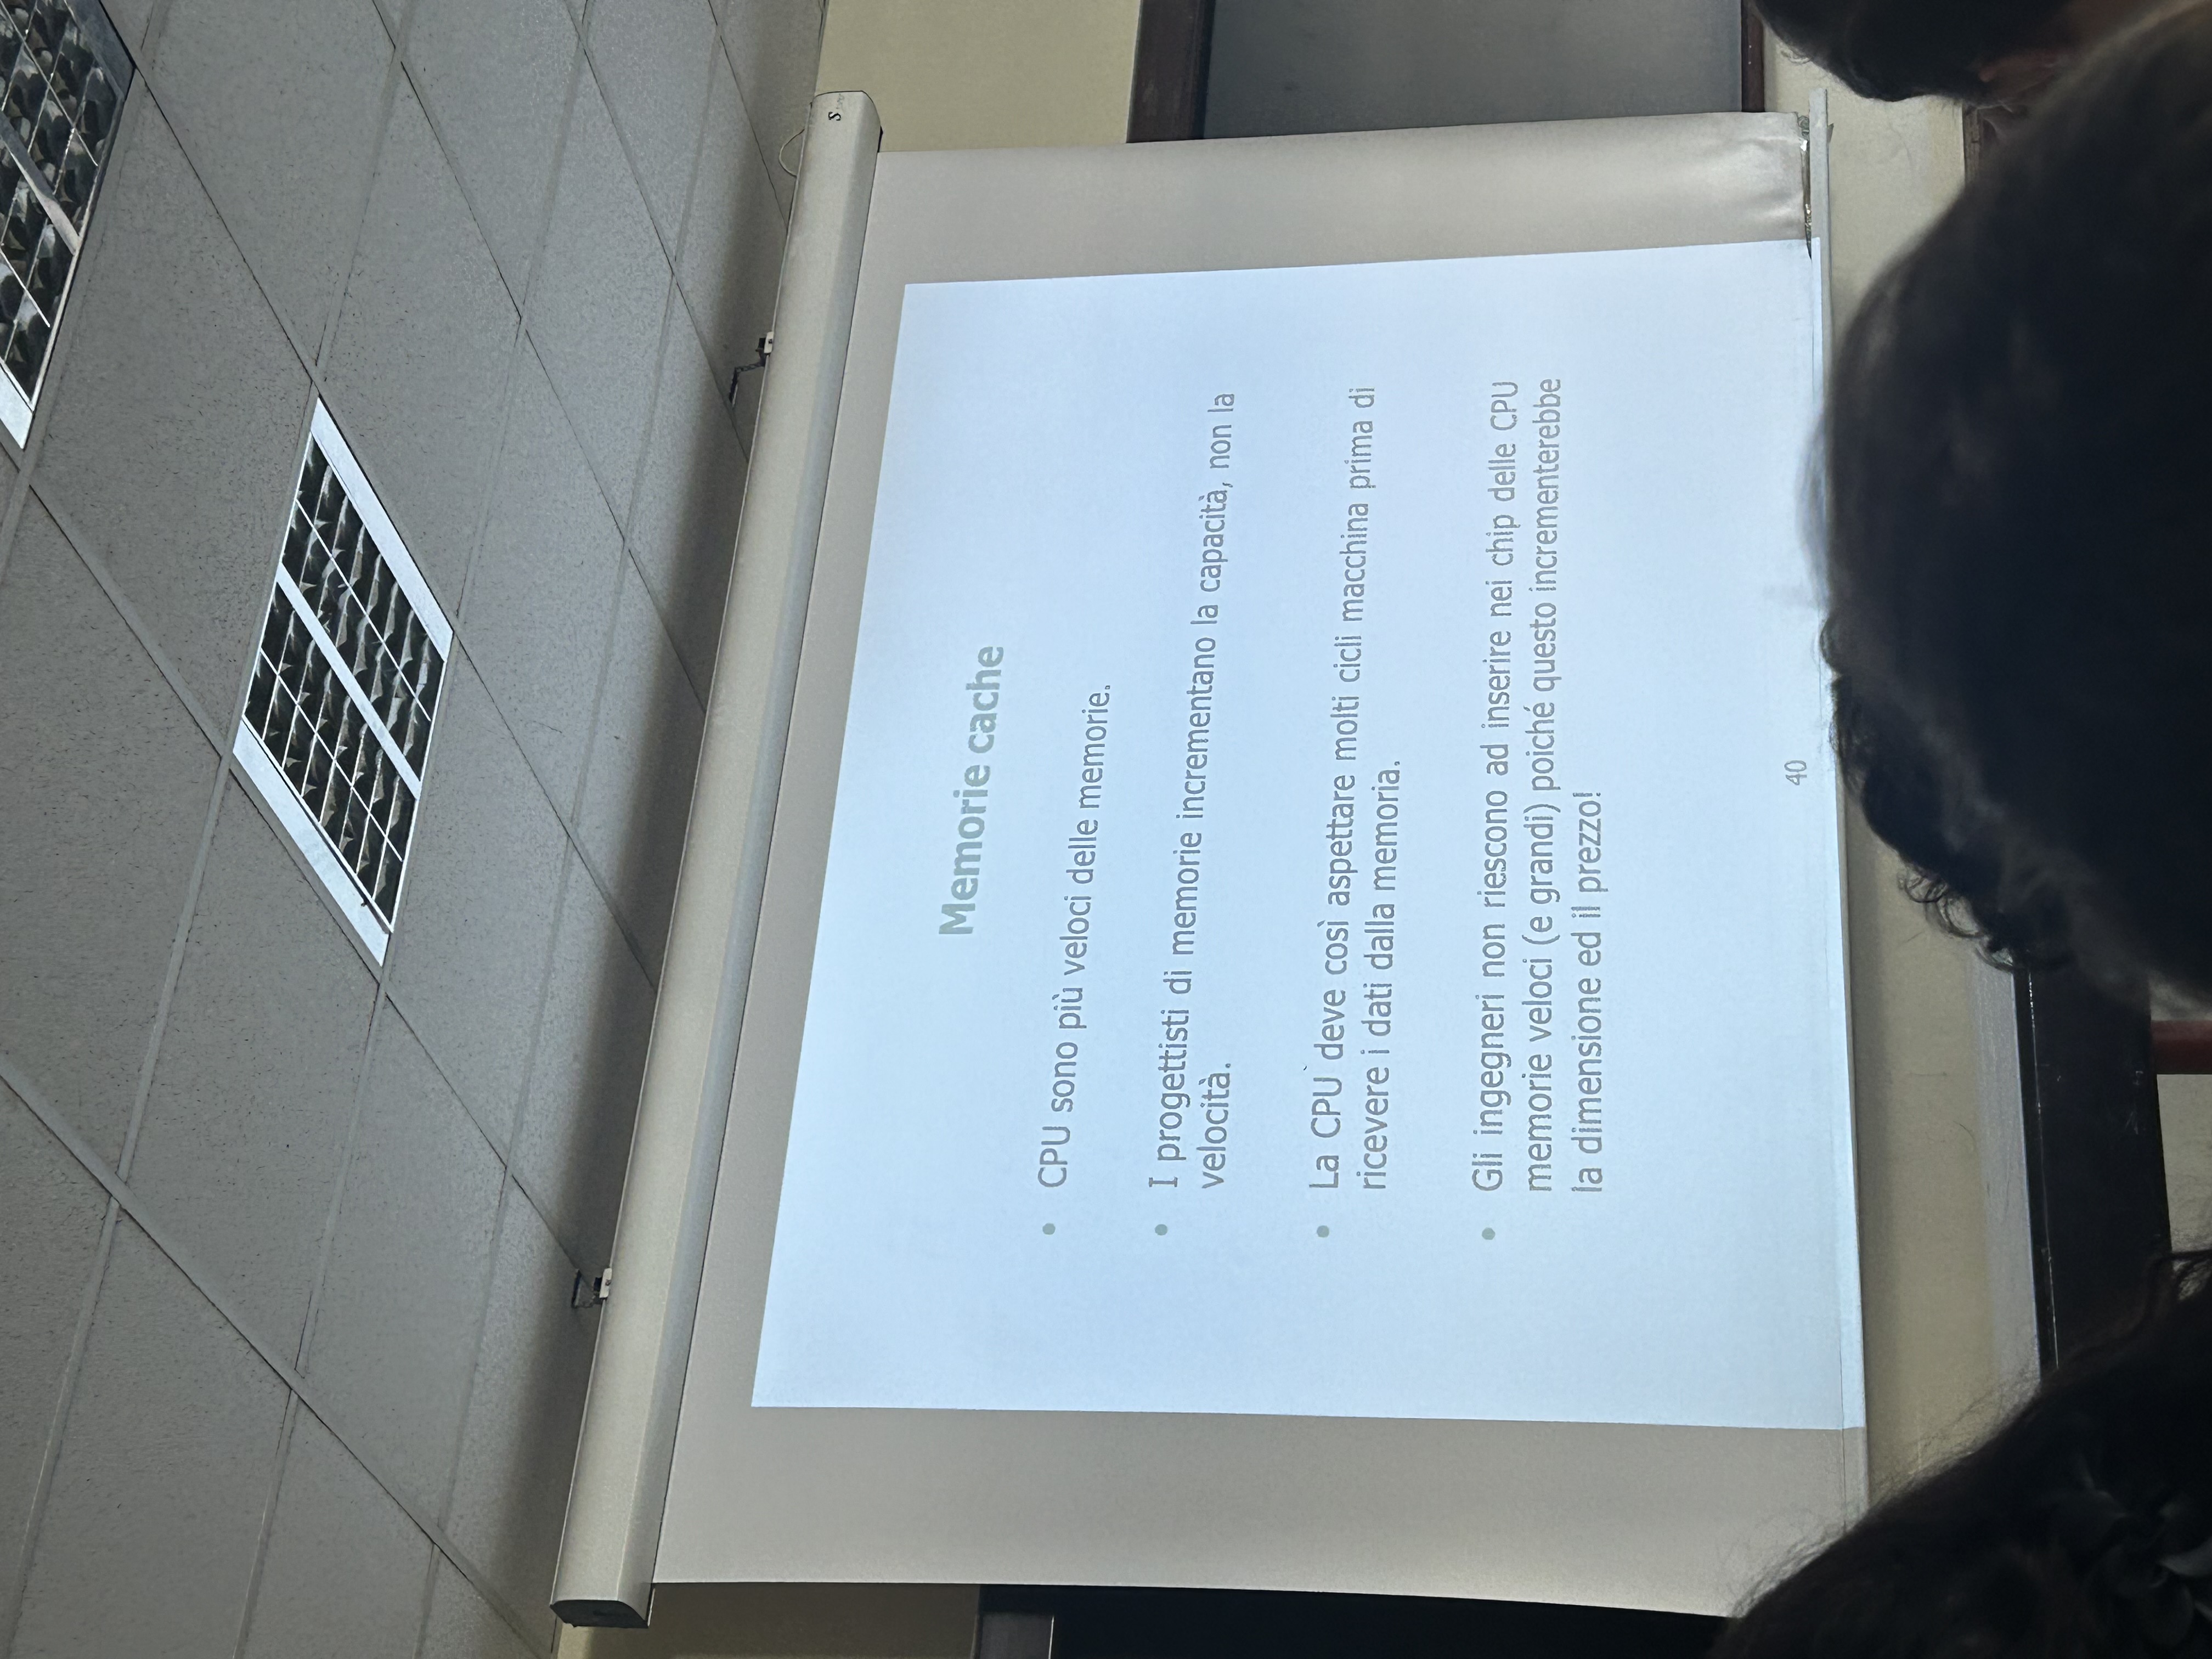 S
Memorie cache
• CPU sono più veloci delle memorie.
• I progettisti di memorie incrementano la capacità, non la
velocità.
• La CPU deve così aspettare molti cicli macchina prima di
ricevere i dati dalla memoria.
• Gli ingegneri non riescono ad inserire nei chip delle CPU
memorie veloci (e grandi) poiché questo incrementerebbe
la dimensione ed il prezzo!
40